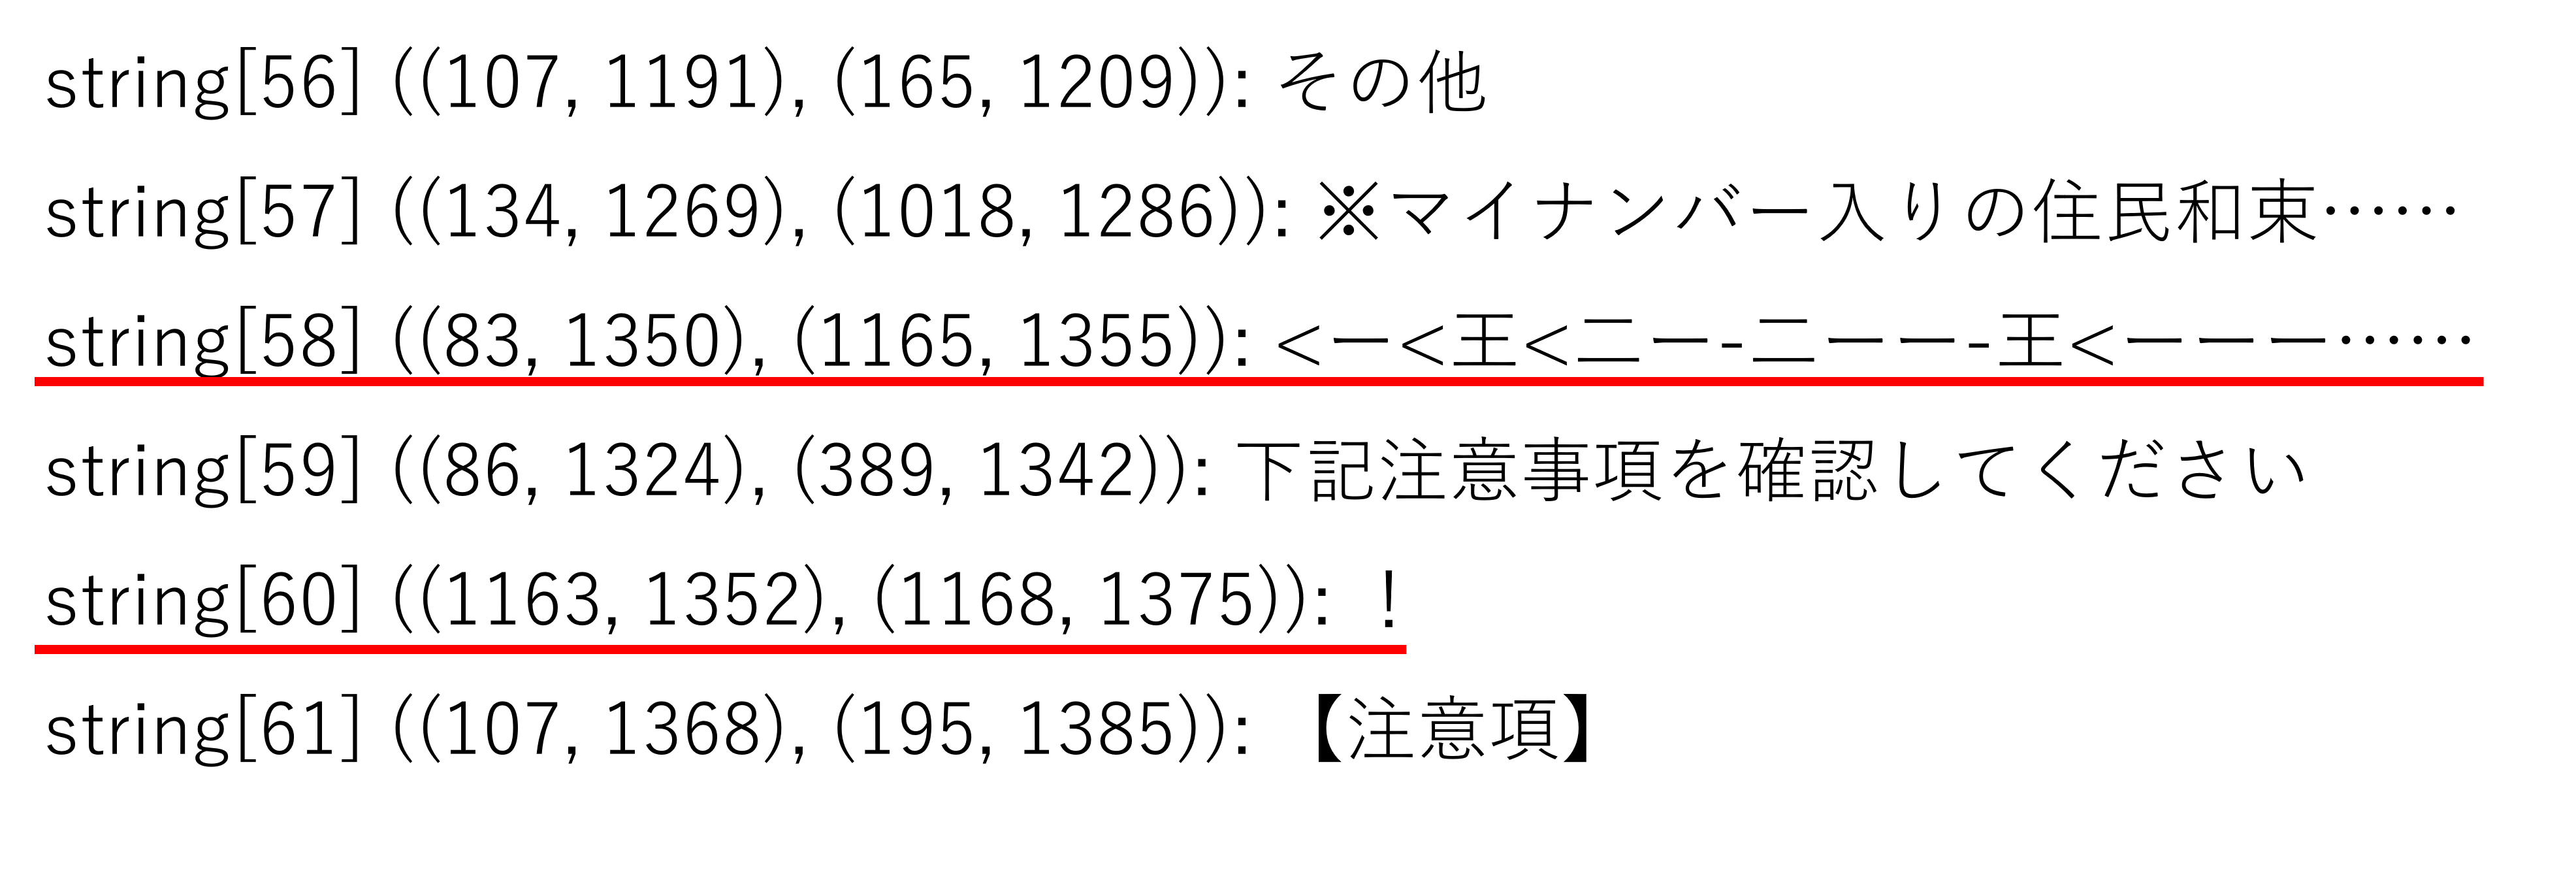 string[56] ((107, 1191), (165, 1209)): その他
string[57] ((134, 1269), (1018, 1286)): ※マイナンバー入りの住民和束……
string[58] ((83, 1350), (1165, 1355)): <ー<王<二ー-二ーー-王<ーーー……
string[59] ((86, 1324), (389, 1342)): 下記注意事項を確認してください
string[60] ((1163, 1352), (1168, 1375)): !
string[61] ((107, 1368), (195, 1385)): 【注意項】